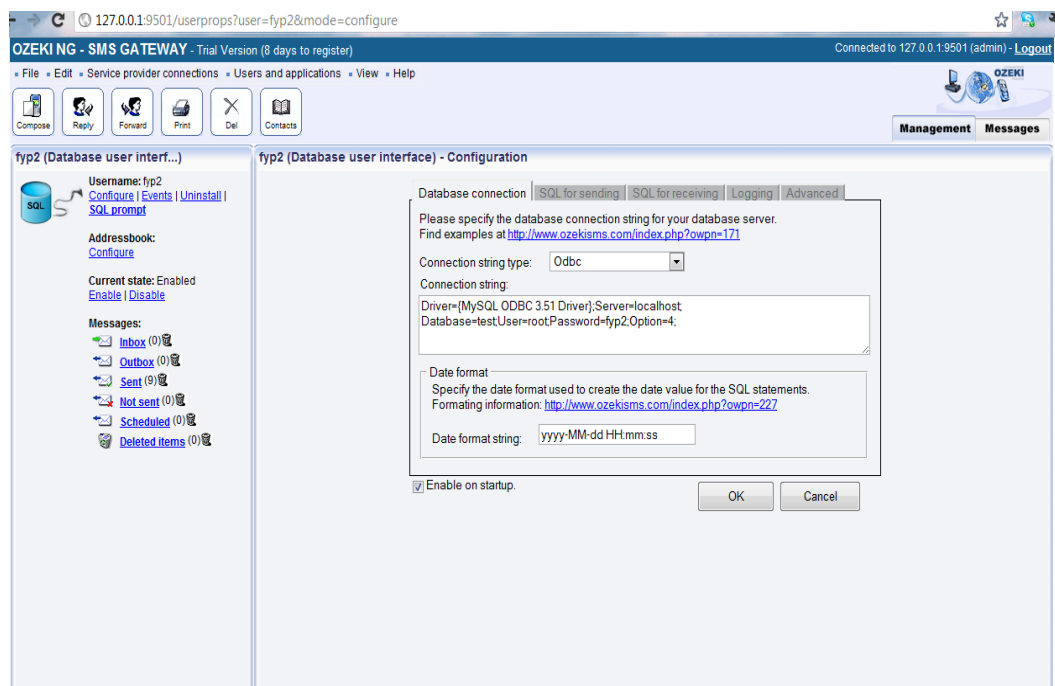 127.0.0.1:9501/userprops?user=fyp2&mode=configure
OZEKI NG - SMS GATEWAY - Trial Version (8 days to register)
Connected to 127.0.0.1:9501 (admin) - Logout
File Edit Service provider connections Users and applications View Help
OZEKI
Compose Reply Forward Print Del Contacts
Management Messages
fyp2 (Database user interf...)
SQL
Username: fyp2
Configure | Events | Uninstall |
SQL prompt
Addressbook:
Configure
Current state: Enabled
Enable | Disable
Messages:
Inbox (0)
Outbox (0)
Sent (9)
Not sent (0)
Scheduled (0)
Deleted items (0)
fyp2 (Database user interface) - Configuration
Database connection SQL for sending SQL for receiving Logging Advanced
Please specify the database connection string for your database server.
Find examples at http://www.ozekisms.com/index.php?owpn=171
Connection string type: Odbc
Connection string:
Driver={MySQL ODBC 3.51 Driver};Server=localhost;
Database=test;User=root;Password=fyp2;Option=4;
Date format
Specify the date format used to create the date value for the SQL statements.
Formating information: http://www.ozekisms.com/index.php?owpn=227
Date format string: yyyy-MM-dd HH:mm:ss
Enable on startup.
OK Cancel